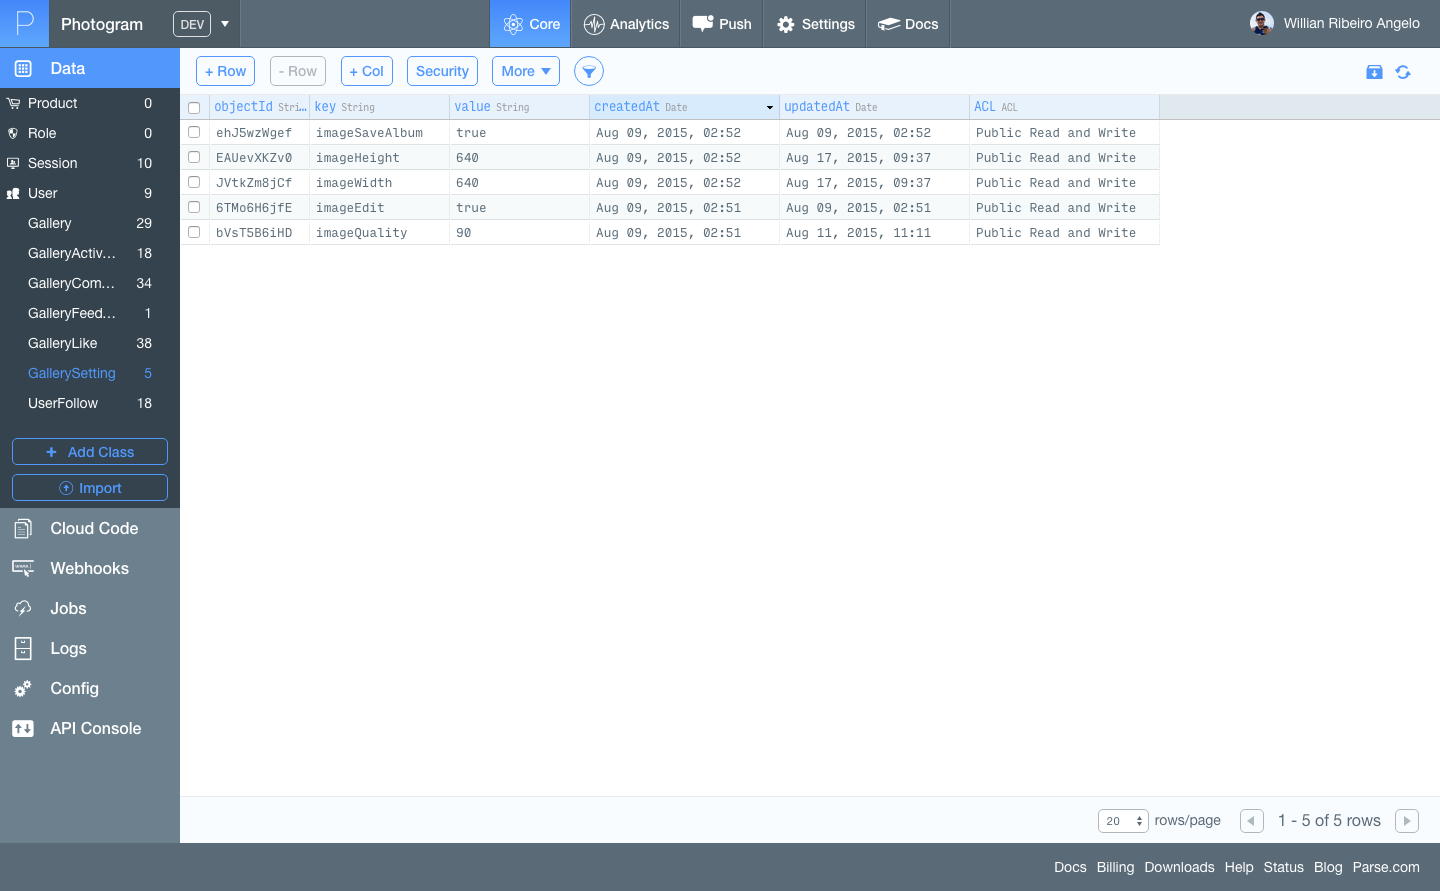 P Photogram DEV Core Analytics Push Settings Docs Willian Ribeiro Angelo
Data
+ Row - Row + Col Security More
Product 0
Role 0
Session 10
User 9
Gallery 29
GalleryActiv... 18
GalleryCom... 34
GalleryFeed... 1
GalleryLike 38
GallerySetting 5
UserFollow 18
+ Add Class
Import
Cloud Code
Webhooks
Jobs
Logs
Config
API Console
objectId Stri... key String value String createdAt Date updatedAt Date ACL ACL
ehJ5wzWgef imageSaveAlbum true Aug 09, 2015, 02:52 Aug 09, 2015, 02:52 Public Read and Write
EAUevXKZv0 imageHeight 640 Aug 09, 2015, 02:52 Aug 17, 2015, 09:37 Public Read and Write
JVtkZm8jCf imageWidth 640 Aug 09, 2015, 02:52 Aug 17, 2015, 09:37 Public Read and Write
6TMo6H6jfE imageEdit true Aug 09, 2015, 02:51 Aug 09, 2015, 02:51 Public Read and Write
bVsT5B6iHD imageQuality 90 Aug 09, 2015, 02:51 Aug 11, 2015, 11:11 Public Read and Write
20 rows/page 1 - 5 of 5 rows
Docs Billing Downloads Help Status Blog Parse.com